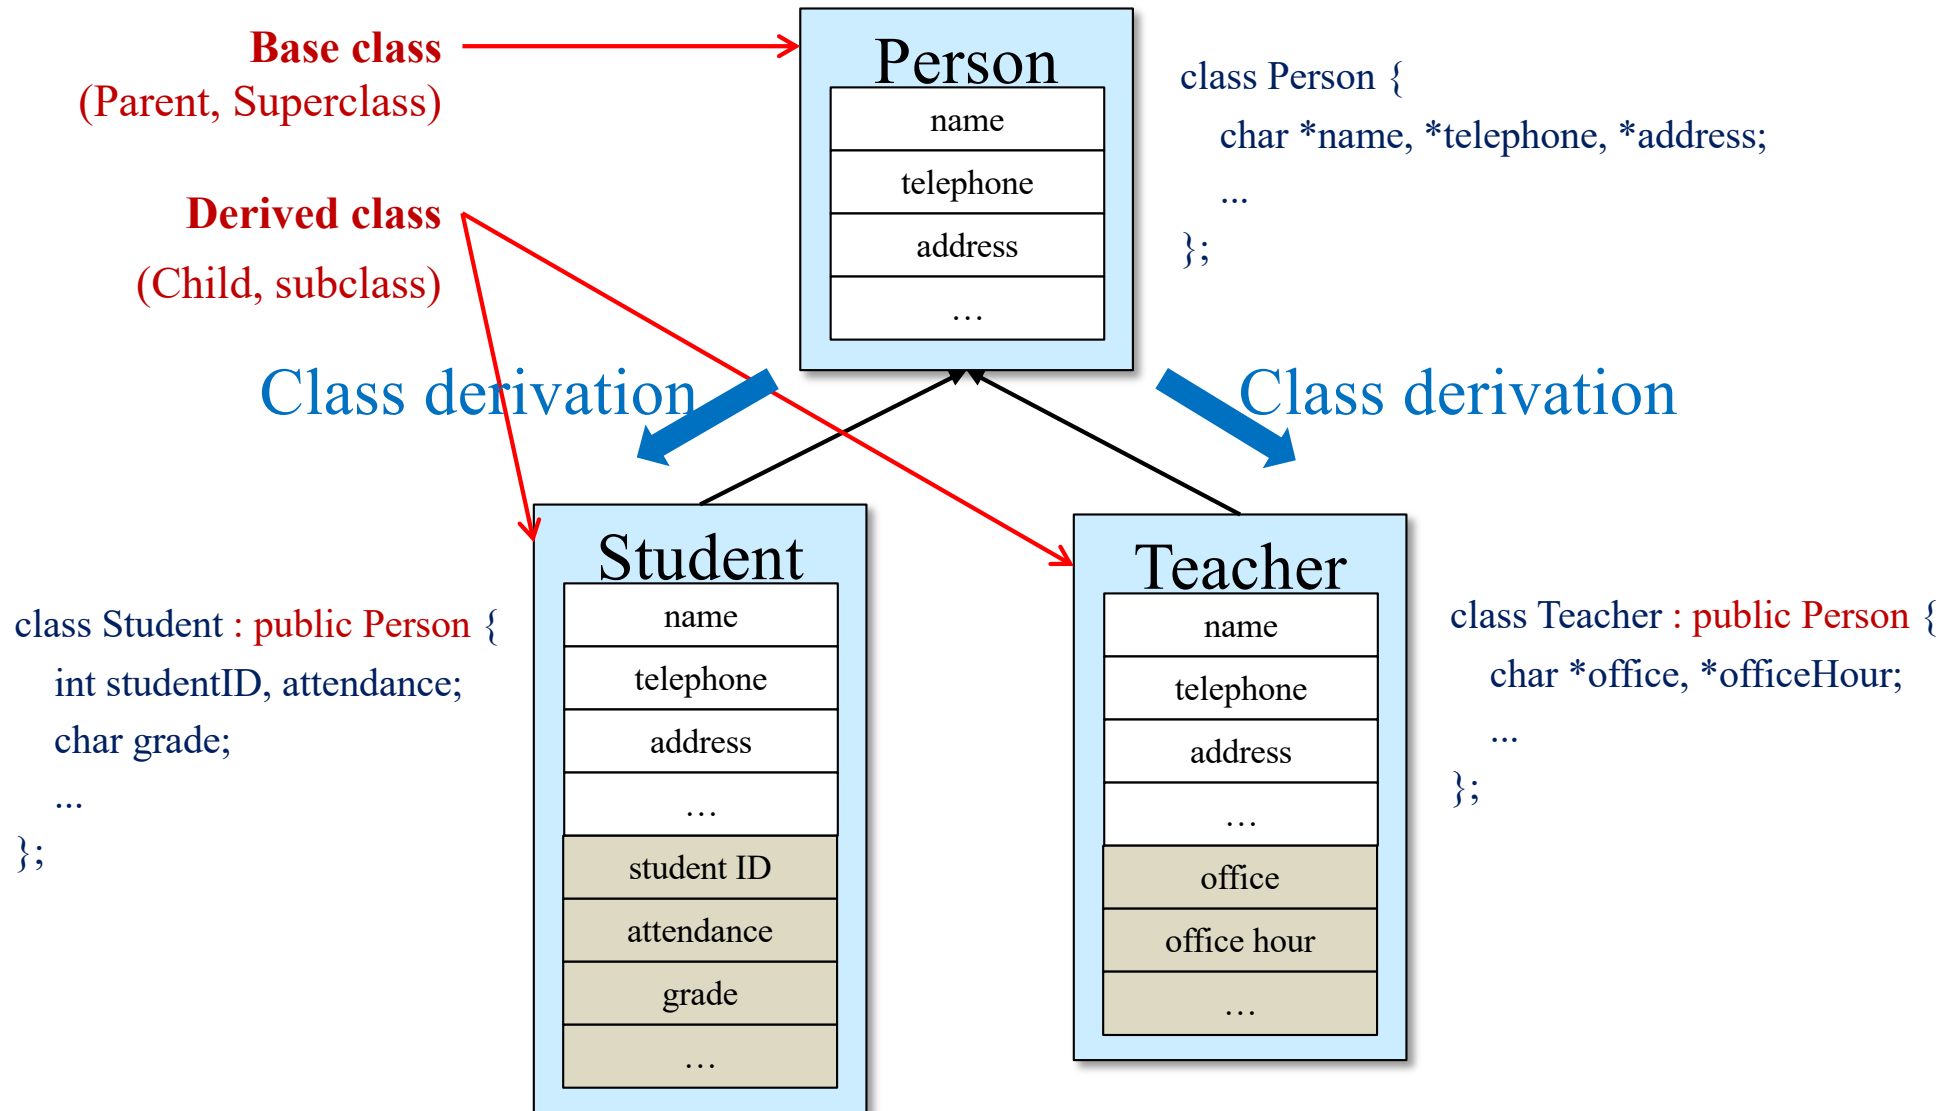 Base class
(Parent, Superclass)
Derived class
(Child, subclass)
Person
name
telephone
address
…
class Person {
char *name, *telephone, *address;
...
};
Class derivation
Class derivation
class Student : public Person {
int studentID, attendance;
char grade;
...
};
Student
name
telephone
address
…
student ID
attendance
grade
…
Teacher
name
telephone
address
…
office
office hour
…
class Teacher : public Person {
char *office, *officeHour;
...
};